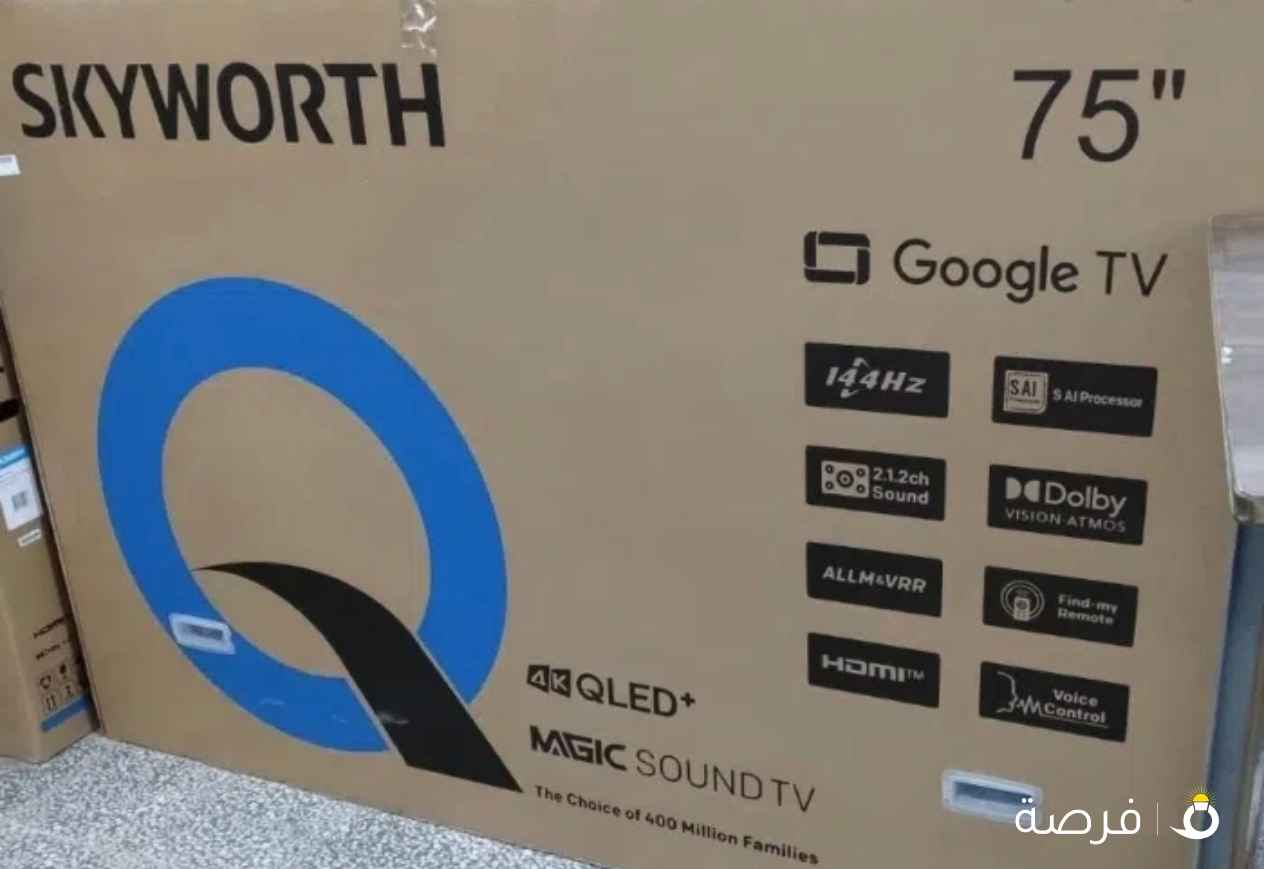 SKYWORTH
75"
Google TV
144Hz
SAI
S AI Processor
2.1.2ch
Sound
Dolby
VISION ATMOS
ALLM&VRR
Find-my
Remote
HDMI™
Voice
Control
4K QLED+
MAGIC SOUND TV
The Choice of 400 Million Families
HDMI
فرصة